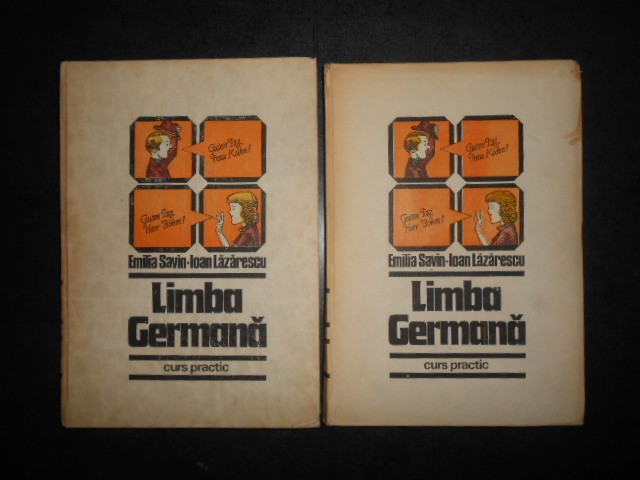 Guten Tag,
Frau Kuhn!
Guten Tag,
Herr Böhm!
Emilia Savin-Ioan Lăzărescu
Limba
Germană
curs practic
Guten Tag,
Frau Kuhn!
Guten Tag,
Herr Böhm!
Emilia Savin-Ioan Lăzărescu
Limba
Germană
curs practic